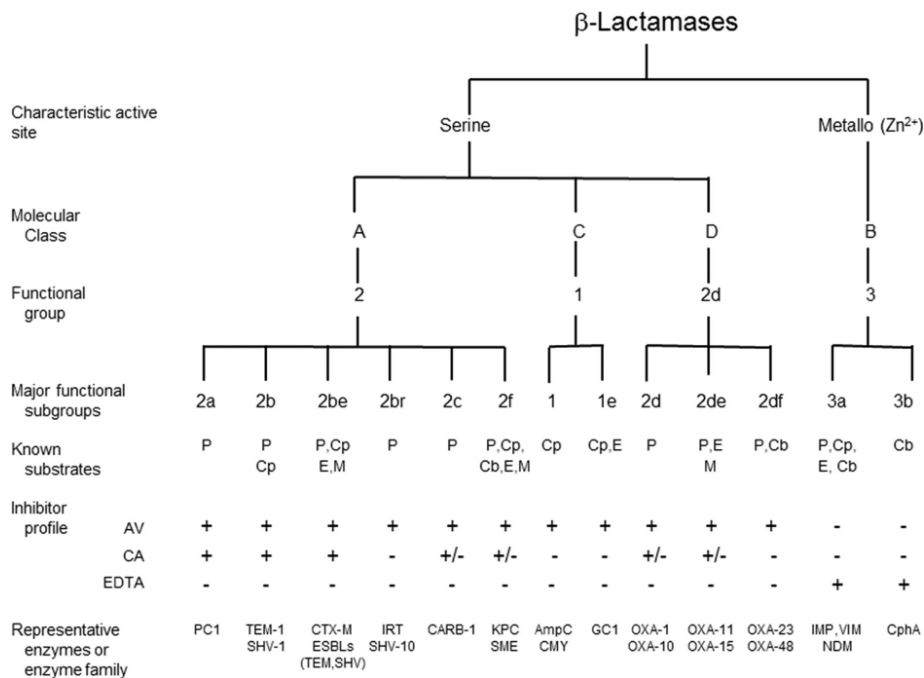 β-Lactamases
Characteristic active
site
Serine Metallo (Zn²⁺)
Molecular
Class
A C D B
Functional
group
2 1 2d 3
Major functional
subgroups
2a 2b 2be 2br 2c 2f 1 1e 2d 2de 2df 3a 3b
Known
substrates
P P P,Cp P P P,Cp, Cp Cp,E P P,E P,Cb P,Cp, Cb
Cp E,M Cb,E,M M E, Cb
Inhibitor
profile
AV + + + + + + + + + + + - -
CA + + + - +/- +/- - - +/- +/- - - -
EDTA - - - - - - - - - - - + +
Representative
enzymes or
enzyme family
PC1 TEM-1 CTX-M IRT CARB-1 KPC AmpC GC1 OXA-1 OXA-11 OXA-23 IMP,VIM CphA
SHV-1 ESBLs SHV-10 SME CMY OXA-10 OXA-15 OXA-48 NDM
(TEM,SHV)